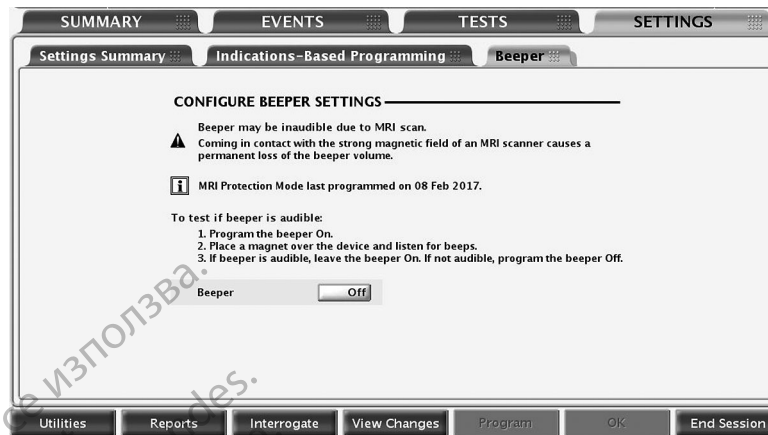 SUMMARY EVENTS TESTS SETTINGS
Settings Summary Indications-Based Programming Beeper
CONFIGURE BEEPER SETTINGS
Beeper may be inaudible due to MRI scan.
Coming in contact with the strong magnetic field of an MRI scanner causes a
permanent loss of the beeper volume.
i MRI Protection Mode last programmed on 08 Feb 2017.
To test if beeper is audible:
1. Program the beeper On.
2. Place a magnet over the device and listen for beeps.
3. If beeper is audible, leave the beeper On. If not audible, program the beeper Off.
Beeper Off
се използва.
Utilities Reports Interrogate View Changes Program OK End Session